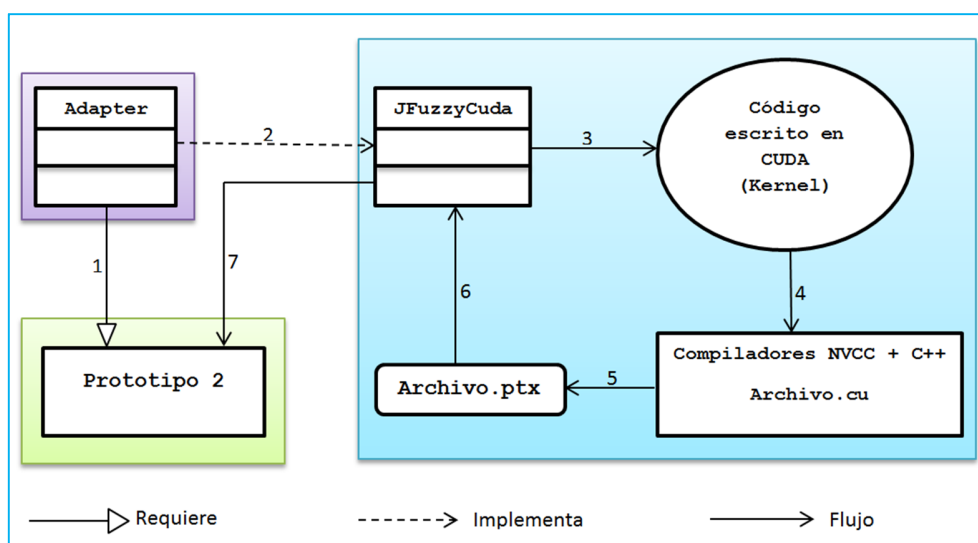 Adapter
2
JFuzzyCuda
3
Código
escrito en
CUDA
(Kernel)
1
7
6
4
Prototipo 2
Archivo.ptx
5
Compiladores NVCC + C++
Archivo.cu
Requiere
Implementa
Flujo